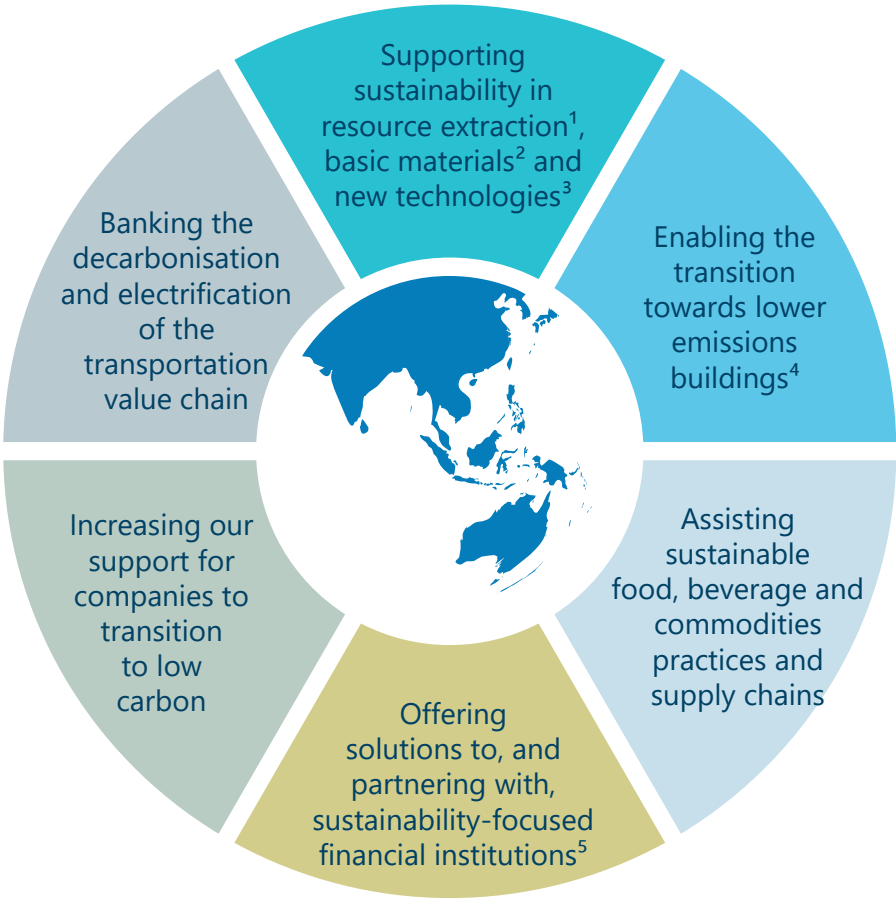 Supporting
sustainability in
resource extraction¹,
basic materials² and
new technologies³
Enabling the
transition
towards lower
emissions
buildings⁴
Assisting
sustainable
food, beverage and
commodities
practices and
supply chains
Offering
solutions to, and
partnering with,
sustainability-focused
financial institutions⁵
Increasing our
support for
companies to
transition
to low
carbon
Banking the
decarbonisation
and electrification
of the
transportation
value chain